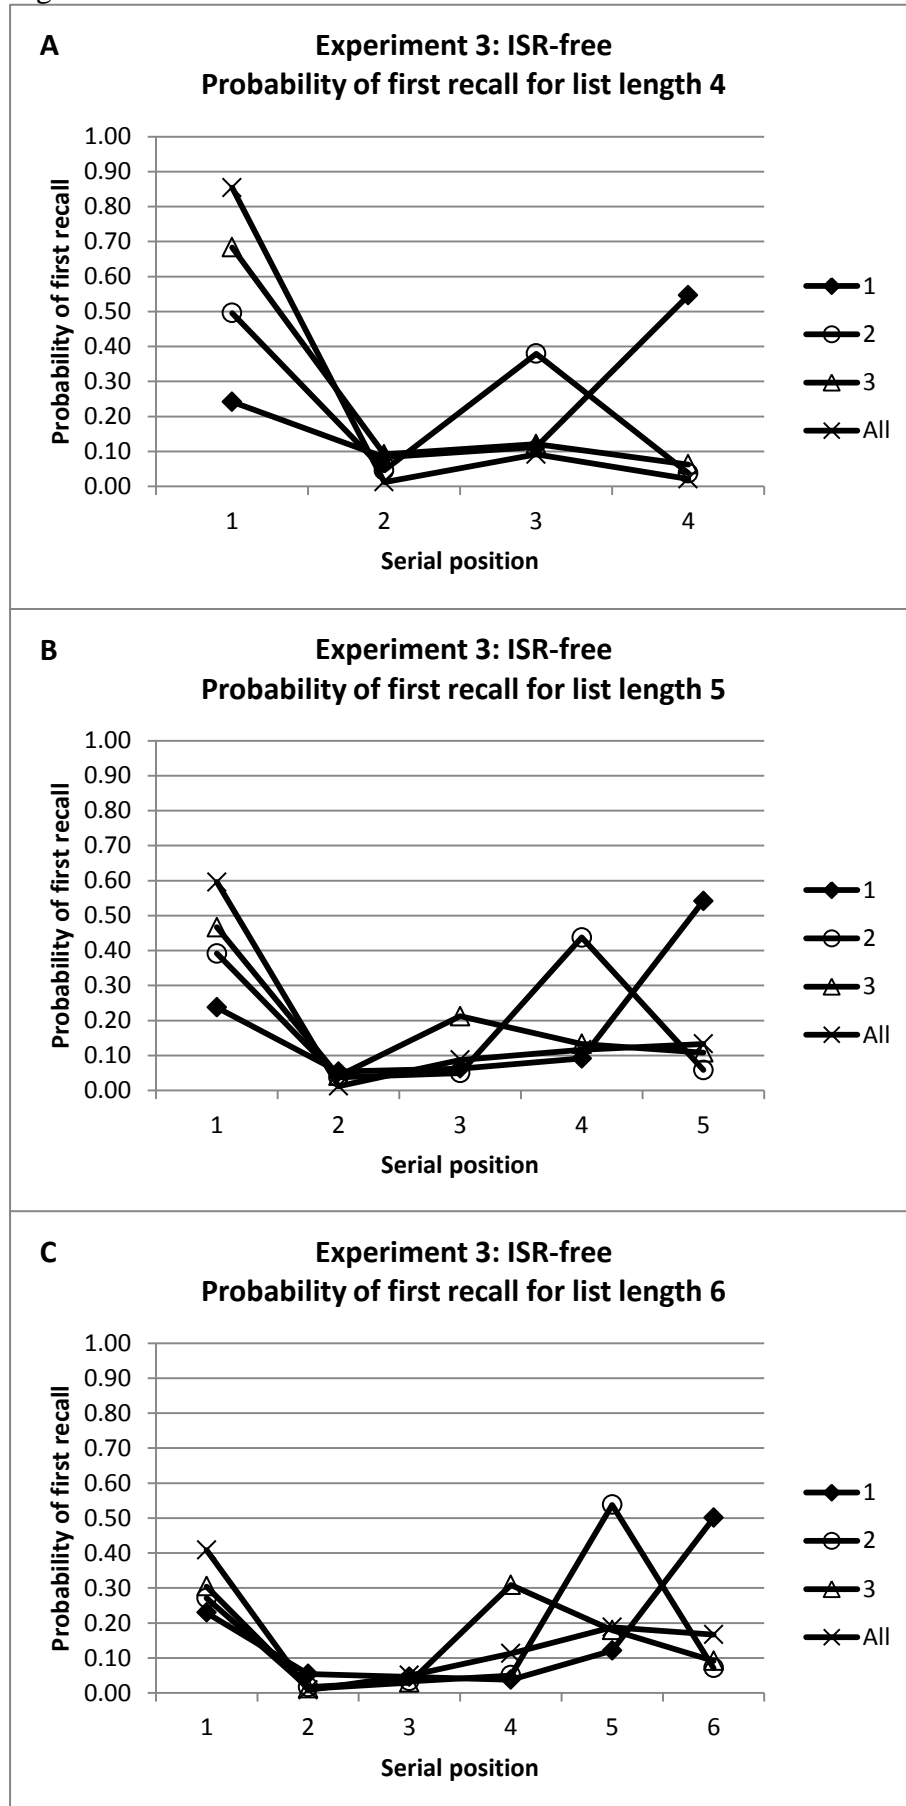 A
Experiment 3: ISR-free
Probability of first recall for list length 4
Probability of first recall
1.00
0.90
0.80
0.70
0.60
0.50
0.40
0.30
0.20
0.10
0.00
1 2 3 4
Serial position
1
2
3
All
B
Experiment 3: ISR-free
Probability of first recall for list length 5
Probability of first recall
1.00
0.90
0.80
0.70
0.60
0.50
0.40
0.30
0.20
0.10
0.00
1 2 3 4 5
Serial position
1
2
3
All
C
Experiment 3: ISR-free
Probability of first recall for list length 6
Probability of first recall
1.00
0.90
0.80
0.70
0.60
0.50
0.40
0.30
0.20
0.10
0.00
1 2 3 4 5 6
Serial position
1
2
3
All